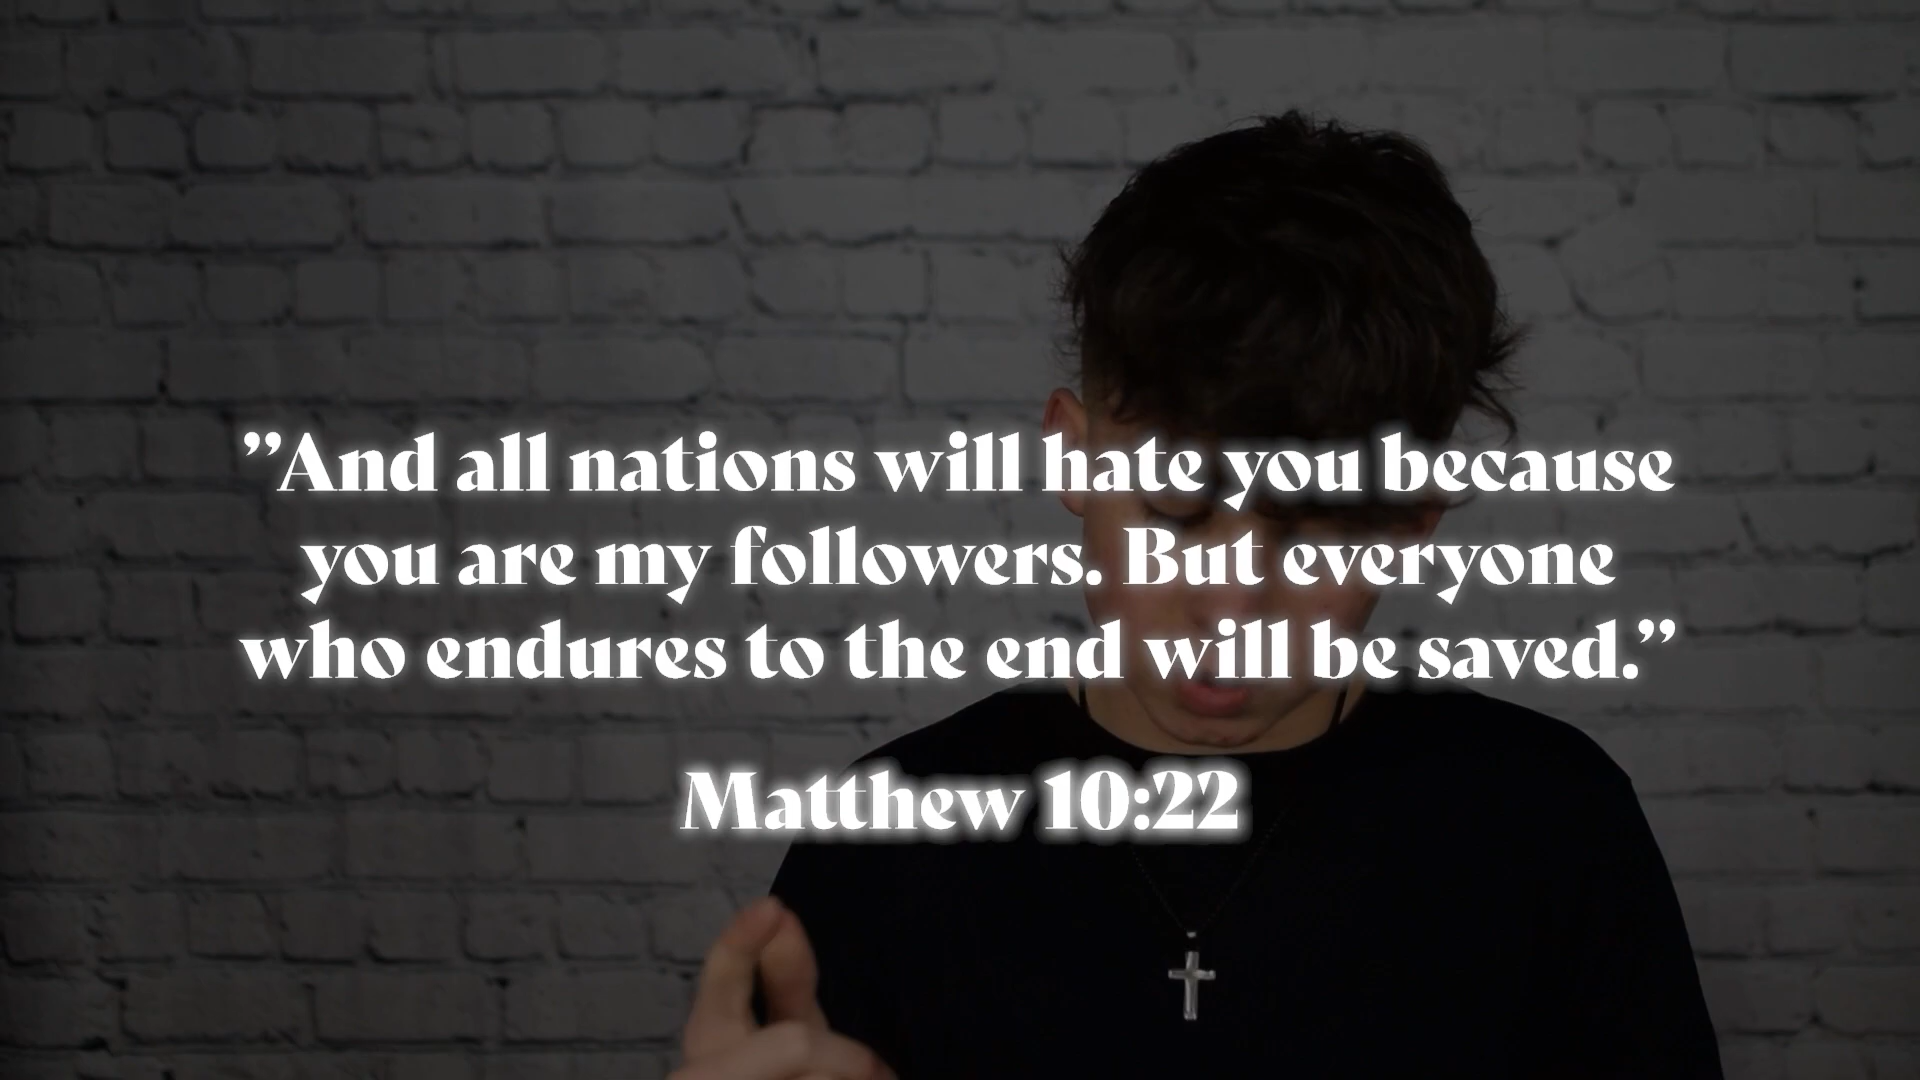 ”And all nations will hate you because
you are my followers. But everyone
who endures to the end will be saved.”
Matthew 10:22